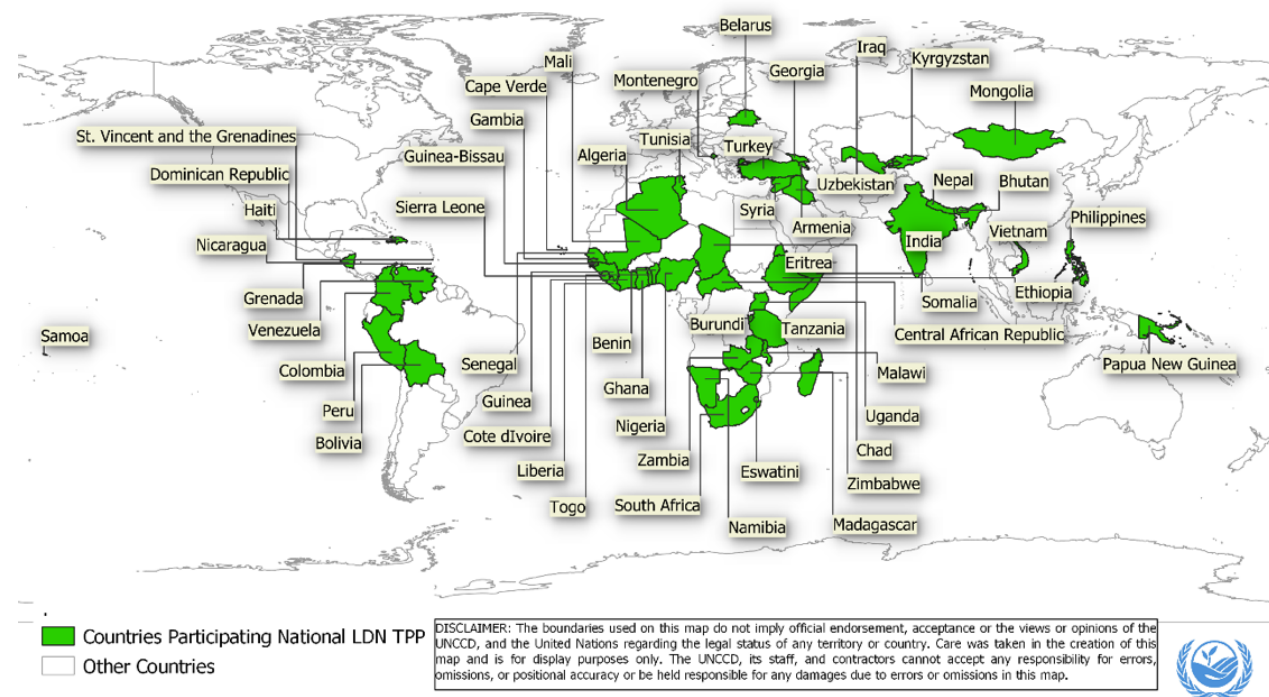 Belarus
Iraq
Kyrgyzstan
Mali
Georgia
Montenegro
Cape Verde
Mongolia
Gambia
St. Vincent and the Grenadines
Tunisia
Turkey
Guinea-Bissau
Algeria
Dominican Republic
Uzbekistan
Nepal
Bhutan
Haiti
Sierra Leone
Syria
Philippines
Armenia
Vietnam
Nicaragua
India
Eritrea
Grenada
Somalia
Ethiopia
Venezuela
Burundi
Tanzania
Central African Republic
Samoa
Benin
Senegal
Papua New Guinea
Colombia
Malawi
Ghana
Guinea
Peru
Uganda
Nigeria
Cote dIvoire
Bolivia
Chad
Zambia
Liberia
Eswatini
Zimbabwe
Togo
South Africa
Namibia
Madagascar
Countries Participating National LDN TPP
Other Countries
DISCLAIMER: The boundaries used on this map do not imply official endorsement, acceptance or the views or opinions of the
UNCCD, and the United Nations regarding the legal status of any territory or country. Care was taken in the creation of this
map and is for display purposes only. The UNCCD, its staff, and contractors cannot accept any responsibility for errors,
omissions, or positional accuracy or be held responsible for any damages due to errors or omissions in this map.